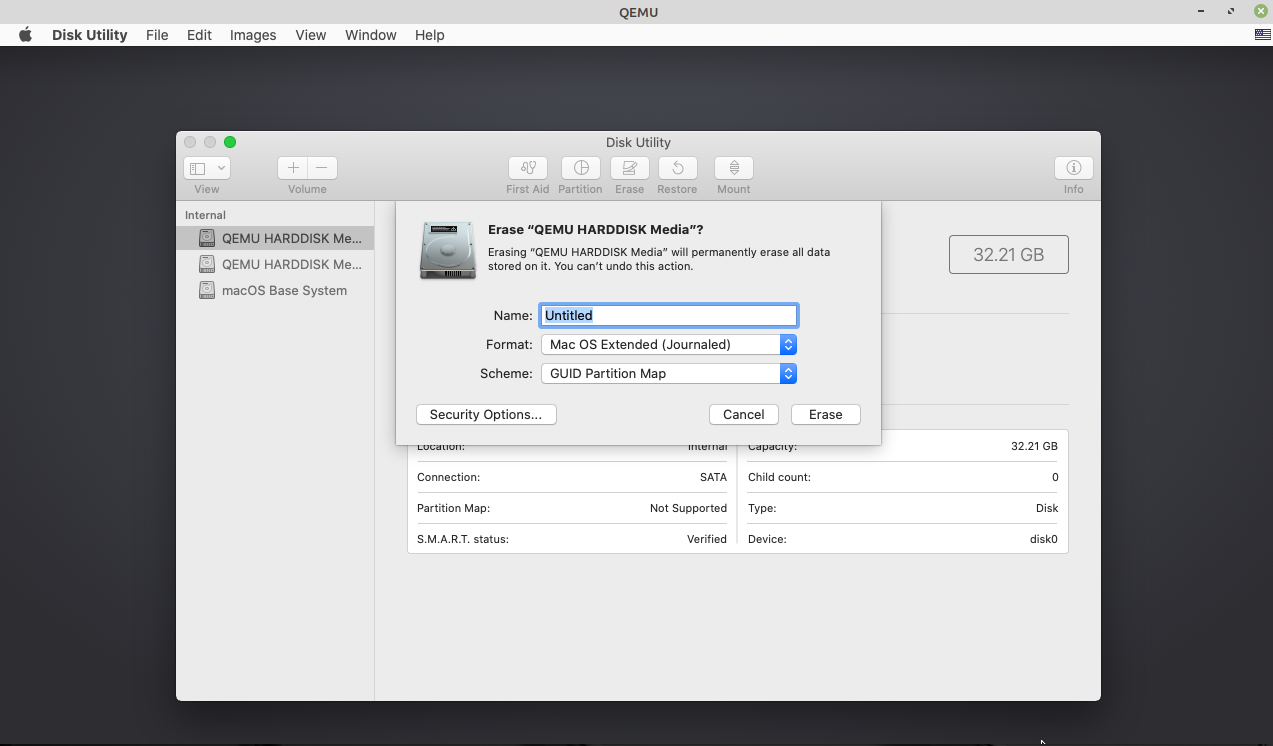 QEMU
Disk Utility File Edit Images View Window Help
Disk Utility
View Volume First Aid Partition Erase Restore Mount Info
Internal
QEMU HARDDISK Me...
QEMU HARDDISK Me...
macOS Base System
Erase “QEMU HARDDISK Media”?
Erasing “QEMU HARDDISK Media” will permanently erase all data
stored on it. You can’t undo this action.
32.21 GB
Name: Untitled
Format: Mac OS Extended (Journaled)
Scheme: GUID Partition Map
Security Options... Cancel Erase
Location: Internal Capacity: 32.21 GB
Connection: SATA Child count: 0
Partition Map: Not Supported Type: Disk
S.M.A.R.T. status: Verified Device: disk0